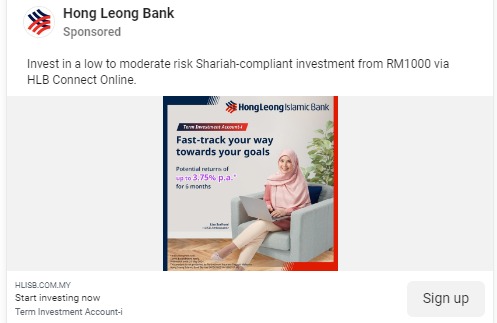 Hong Leong Bank
Sponsored
Invest in a low to moderate risk Shariah-compliant investment from RM1000 via
HLB Connect Online.
HongLeong Islamic Bank
Term Investment Account-i
Fast-track your way
towards your goals
Potential returns of
up to 3.75% p.a.*
for 6 months
HLISB.COM.MY
Start investing now
Term Investment Account-i
Sign up